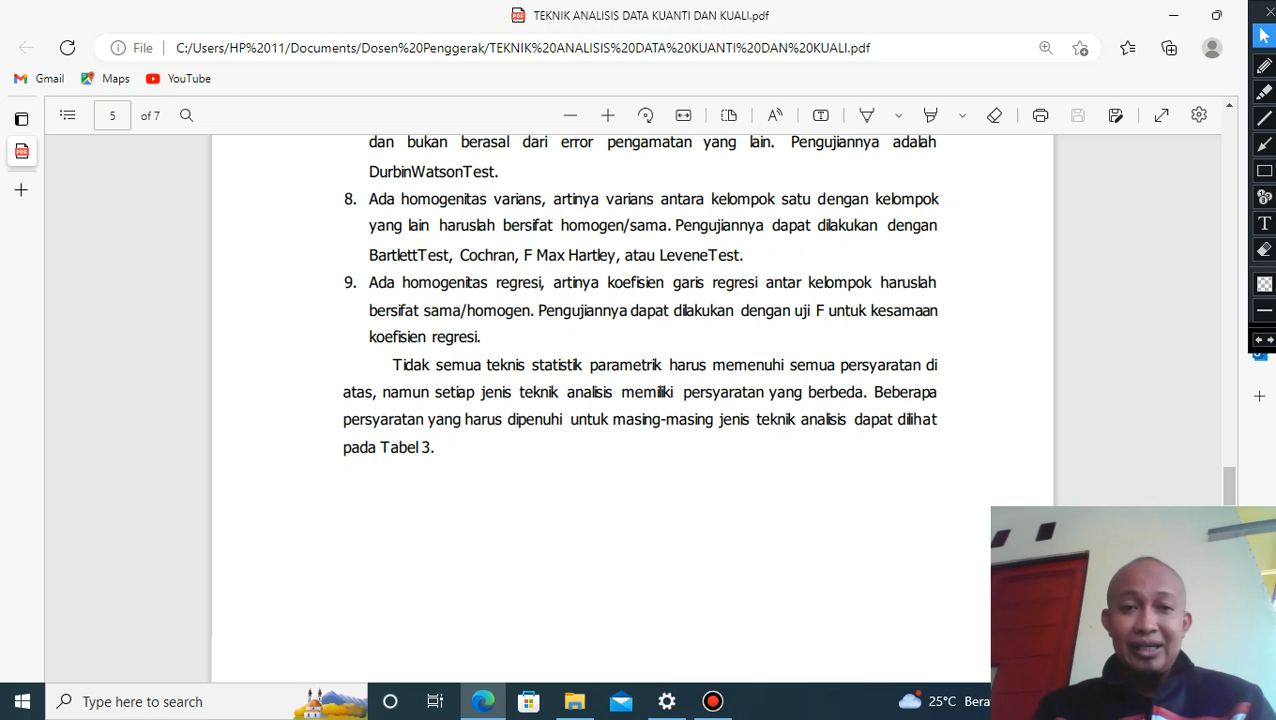 TEKNIK ANALISIS DATA KUANTI DAN KUALI.pdf
File C:/Users/HP%2011/Documents/Dosen%20Penggerak/TEKNIK%20ANALISIS%20DATA%20KUANTI%20DAN%20KUALI.pdf
Gmail Maps YouTube
5 of 7
dan bukan berasal dari error pengamatan yang lain. Pengujiannya adalah
DurbinWatsonTest.
8. Ada homogenitas varians, artinya varians antara kelompok satu dengan kelompok
yang lain haruslah bersifat homogen/sama. Pengujiannya dapat dilakukan dengan
BartlettTest, Cochran, F Max Hartley, atau LeveneTest.
9. Ada homogenitas regresi, artinya koefisien garis regresi antar kelompok haruslah
bersifat sama/homogen. Pengujiannya dapat dilakukan dengan uji F untuk kesamaan
koefisien regresi.
Tidak semua teknis statistik parametrik harus memenuhi semua persyaratan di
atas, namun setiap jenis teknik analisis memiliki persyaratan yang berbeda. Beberapa
persyaratan yang harus dipenuhi untuk masing-masing jenis teknik analisis dapat dilihat
pada Tabel 3.
Type here to search
25°C Bera